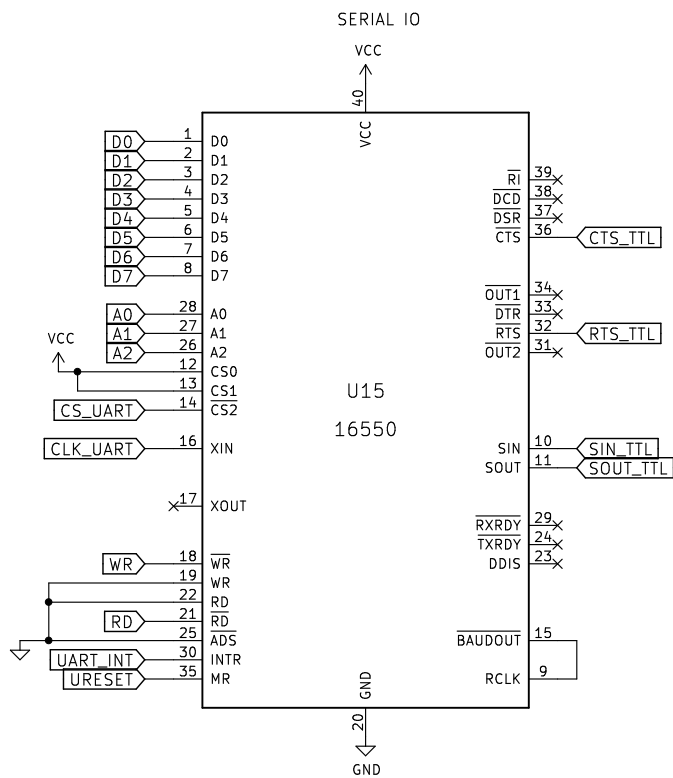 SERIAL IO
VCC
40
VCC
D0 1 D0
D1 2 D1
D2 3 D2
D3 4 D3
D4 5 D4
D5 6 D5
D6 7 D6
D7 8 D7
RI 39
DCD 38
DSR 37
CTS 36 CTS_TTL
OUT1 34
DTR 33
RTS 32 RTS_TTL
OUT2 31
A0 28 A0
A1 27 A1
A2 26 A2
VCC
12 CS0
13 CS1
CS_UART 14 CS2
U15
16550
CLK_UART 16 XIN
SIN 10 SIN_TTL
SOUT 11 SOUT_TTL
17 XOUT
RXRDY 29
TXRDY 24
DDIS 23
WR 18 WR
19 WR
22 RD
RD 21 RD
25 ADS
UART_INT 30 INTR
URESET 35 MR
BAUDOUT 15
RCLK 9
GND
20
GND